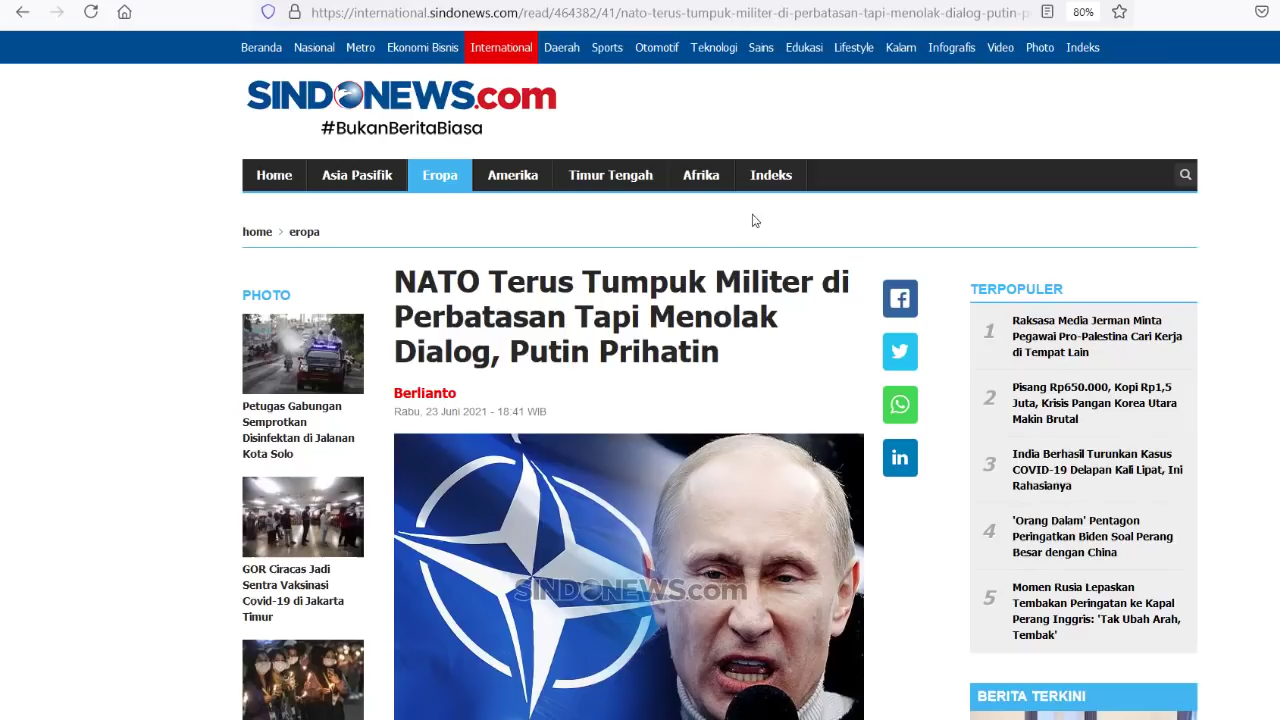 https://international.sindonews.com/read/464382/41/nato-terus-tumpuk-militer-di-perbatasan-tapi-menolak-dialog-putin-p
80%
Beranda Nasional Metro Ekonomi Bisnis International Daerah Sports Otomotif Teknologi Sains Edukasi Lifestyle Kalam Infografis Video Photo Indeks
SINDONEWS.com
#BukanBeritaBiasa
Home Asia Pasifik Eropa Amerika Timur Tengah Afrika Indeks
home > eropa
PHOTO
Petugas Gabungan
Semprotkan
Disinfektan di Jalanan
Kota Solo
GOR Ciracas Jadi
Sentra Vaksinasi
Covid-19 di Jakarta
Timur
NATO Terus Tumpuk Militer di
Perbatasan Tapi Menolak
Dialog, Putin Prihatin
Berlianto
Rabu, 23 Juni 2021 - 18:41 WIB
SINDONEWS.com
TERPOPULER
1
Raksasa Media Jerman Minta
Pegawai Pro-Palestina Cari Kerja
di Tempat Lain
2
Pisang Rp650.000, Kopi Rp1,5
Juta, Krisis Pangan Korea Utara
Makin Brutal
3
India Berhasil Turunkan Kasus
COVID-19 Delapan Kali Lipat, Ini
Rahasianya
4
'Orang Dalam' Pentagon
Peringatkan Biden Soal Perang
Besar dengan China
5
Momen Rusia Lepaskan
Tembakan Peringatan ke Kapal
Perang Inggris: 'Tak Ubah Arah,
Tembak'
BERITA TERKINI